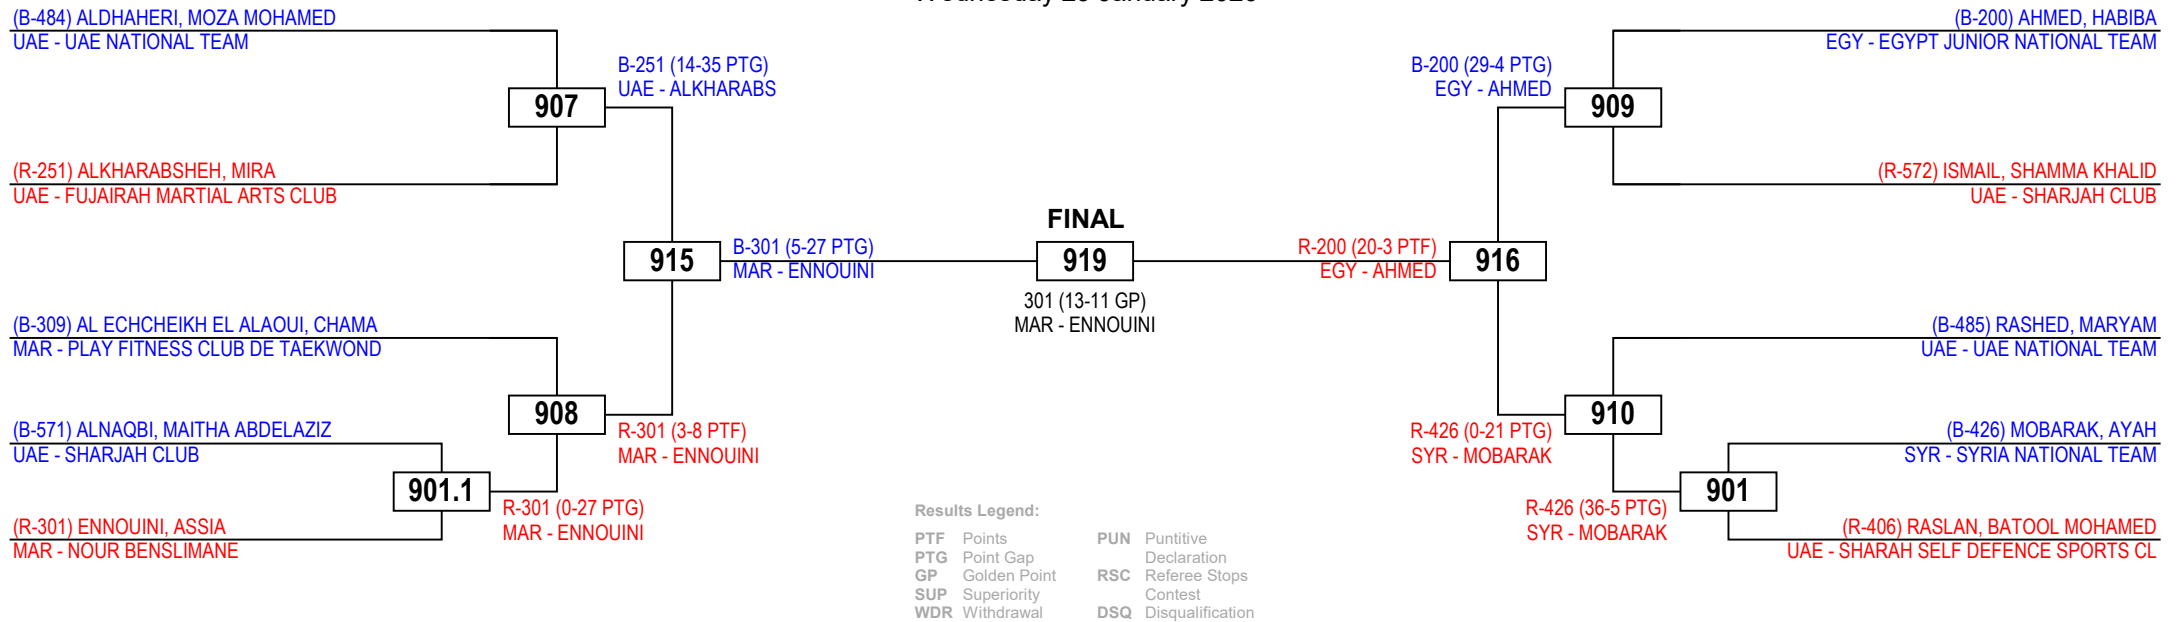 (B-484) ALDHAHERI, MOZA MOHAMED
UAE - UAE NATIONAL TEAM
B-251 (14-35 PTG)
UAE - ALKHARABS
907
(R-251) ALKHARABSHEH, MIRA
UAE - FUJAIRAH MARTIAL ARTS CLUB
915
B-301 (5-27 PTG)
MAR - ENNOUINI
(B-309) AL ECHCHEIKH EL ALAOUI, CHAMA
MAR - PLAY FITNESS CLUB DE TAEKWOND
908
R-301 (3-8 PTF)
MAR - ENNOUINI
(B-571) ALNAQBI, MAITHA ABDELAZIZ
UAE - SHARJAH CLUB
901.1
R-301 (0-27 PTG)
MAR - ENNOUINI
(R-301) ENNOUINI, ASSIA
MAR - NOUR BENSLIMANE
FINAL
919
301 (13-11 GP)
MAR - ENNOUINI
(B-200) AHMED, HABIBA
EGY - EGYPT JUNIOR NATIONAL TEAM
B-200 (29-4 PTG)
EGY - AHMED
909
(R-572) ISMAIL, SHAMMA KHALID
UAE - SHARJAH CLUB
R-200 (20-3 PTF)
EGY - AHMED
916
(B-485) RASHED, MARYAM
UAE - UAE NATIONAL TEAM
910
R-426 (0-21 PTG)
SYR - MOBARAK
(B-426) MOBARAK, AYAH
SYR - SYRIA NATIONAL TEAM
901
R-426 (36-5 PTG)
SYR - MOBARAK
(R-406) RASLAN, BATOOL MOHAMED
UAE - SHARAH SELF DEFENCE SPORTS CL
Results Legend:
PTF Points
PTG Point Gap
GP Golden Point
SUP Superiority
WDR Withdrawal
PUN Puntitive
Declaration
RSC Referee Stops
Contest
DSQ Disqualification